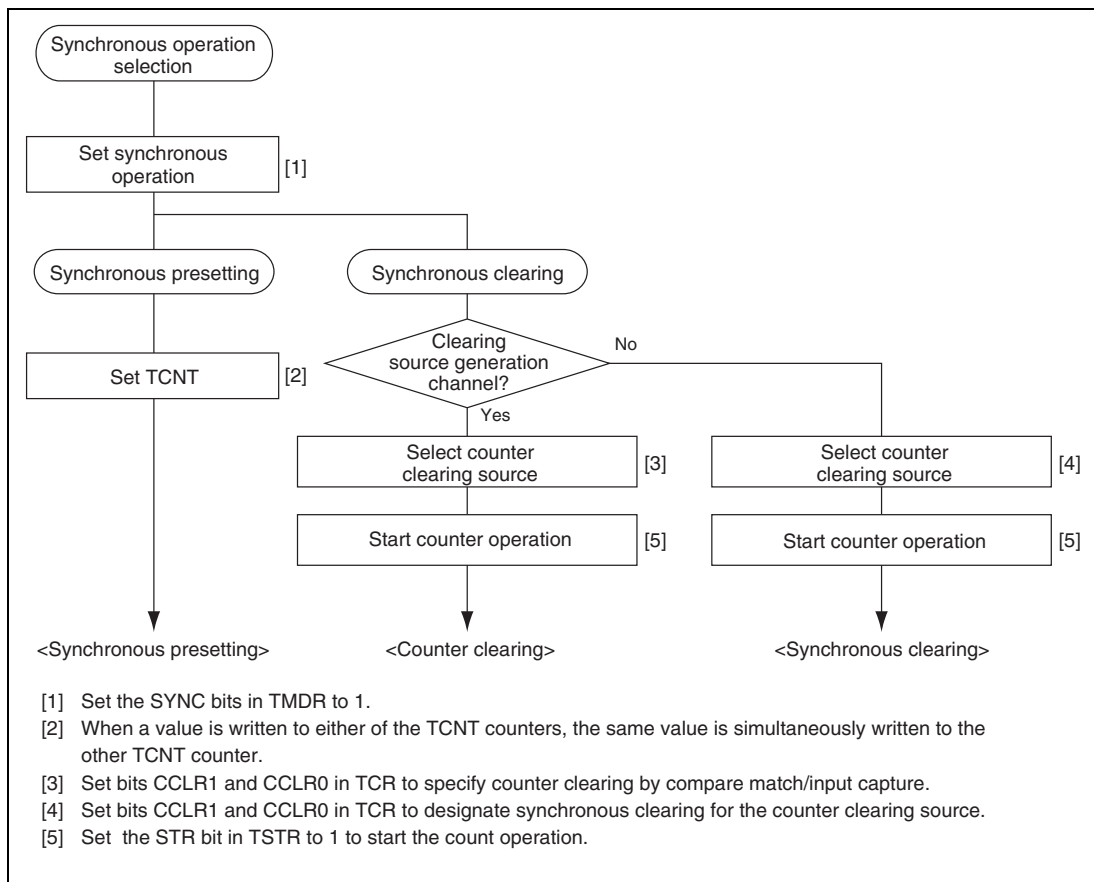 Synchronous operation
selection
Set synchronous
operation
[1]
Synchronous presetting
Synchronous clearing
Set TCNT
[2]
Clearing
source generation
channel?
No
Yes
Select counter
clearing source
[3]
Select counter
clearing source
[4]
Start counter operation
[5]
Start counter operation
[5]
<Synchronous presetting>
<Counter clearing>
<Synchronous clearing>
[1] Set the SYNC bits in TMDR to 1.
[2] When a value is written to either of the TCNT counters, the same value is simultaneously written to the
other TCNT counter.
[3] Set bits CCLR1 and CCLR0 in TCR to specify counter clearing by compare match/input capture.
[4] Set bits CCLR1 and CCLR0 in TCR to designate synchronous clearing for the counter clearing source.
[5] Set the STR bit in TSTR to 1 to start the count operation.